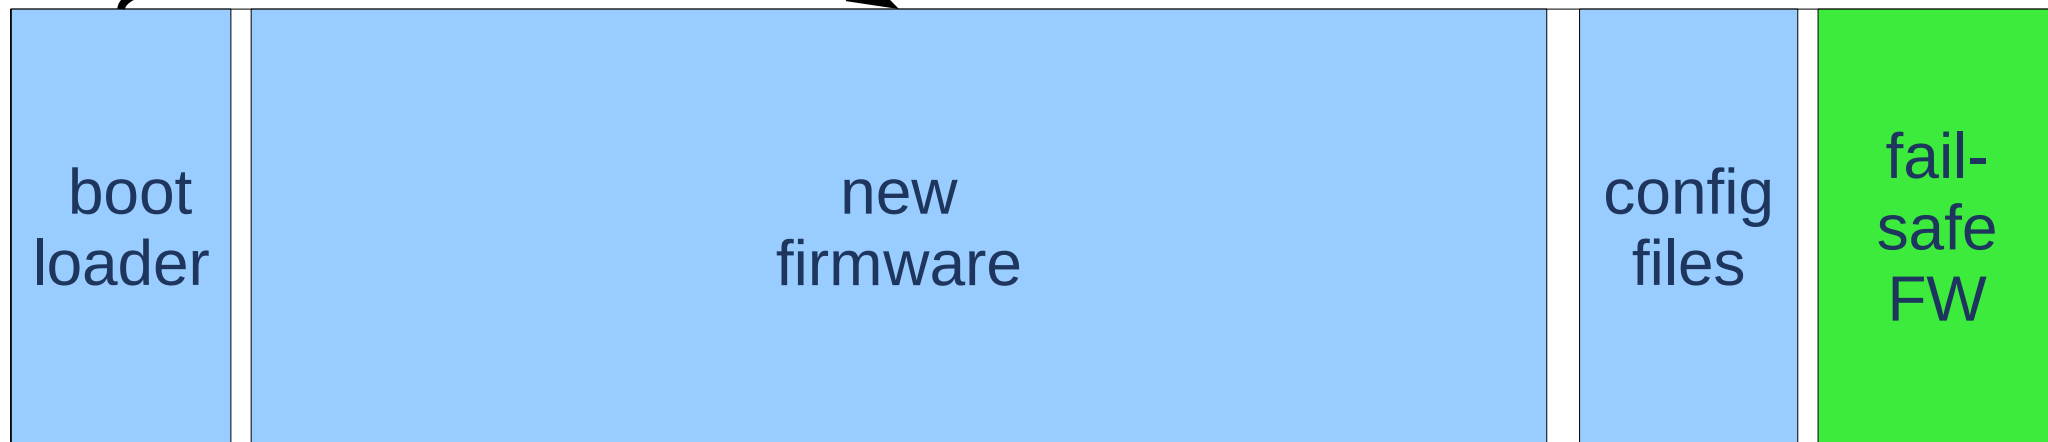 boot
loader
new
firmware
config
files
fail-
safe
FW